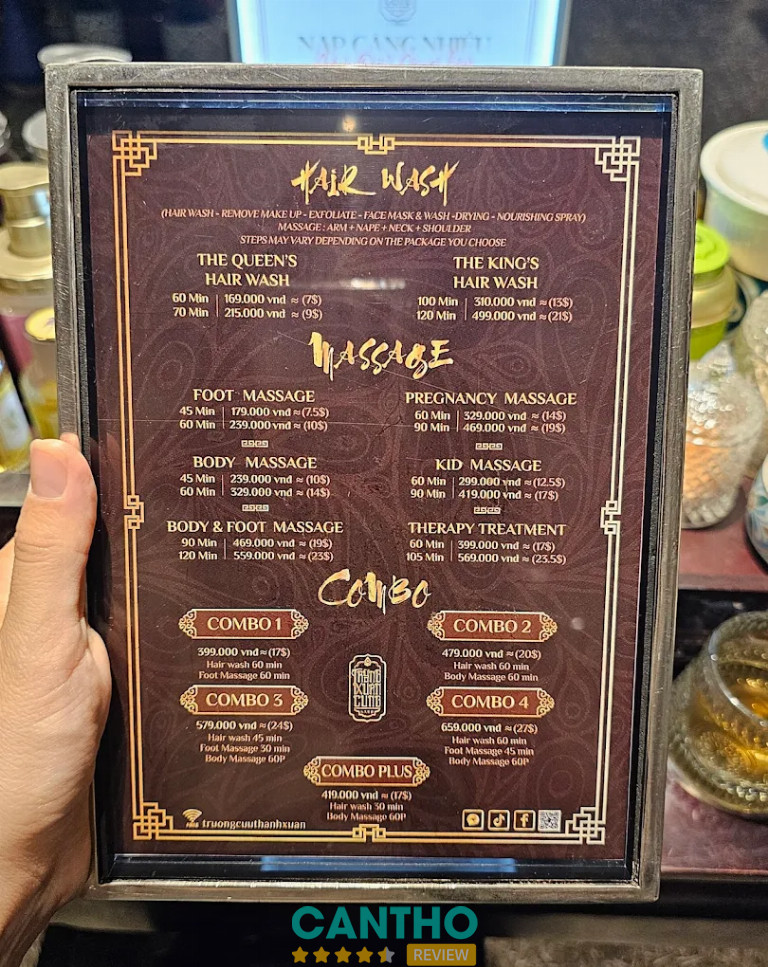 NẠP CÀNG NHIỀU
HAIR WASH
(HAIR WASH - REMOVE MAKE UP - EXFOLIATE - FACE MASK & WASH -DRYING - NOURISHING SPRAY)
MASSAGE : ARM + NAPE + NECK + SHOULDER
STEPS MAY VARY DEPENDING ON THE PACKAGE YOU CHOOSE
THE QUEEN'S
HAIR WASH
60 Min | 169.000 vnd ≈ (7$)
70 Min | 215.000 vnd ≈ (9$)
THE KING'S
HAIR WASH
100 Min | 310.000 vnd ≈ (13$)
120 Min | 499.000 vnd ≈ (21$)
MASSAGE
FOOT MASSAGE
45 Min | 179.000 vnd ≈ (7.5$)
60 Min | 239.000 vnd ≈ (10$)
PREGNANCY MASSAGE
60 Min | 329.000 vnd ≈ (14$)
90 Min | 469.000 vnd ≈ (19$)
BODY MASSAGE
45 Min | 239.000 vnd ≈ (10$)
60 Min | 329.000 vnd ≈ (14$)
KID MASSAGE
60 Min | 299.000 vnd ≈ (12.5$)
90 Min | 419.000 vnd ≈ (17$)
BODY & FOOT MASSAGE
90 Min | 469.000 vnd ≈ (19$)
120 Min | 559.000 vnd ≈ (23$)
THERAPY TREATMENT
60 Min | 399.000 vnd ≈ (17$)
105 Min | 569.000 vnd ≈ (23.5$)
COMBO
COMBO 1
399.000 vnd ≈ (17$)
Hair wash 60 min
Foot Massage 60 min
COMBO 2
479.000 vnd ≈ (20$)
Hair wash 60 min
Body Massage 60 min
COMBO 3
579.000 vnd ≈ (24$)
Hair wash 45 min
Foot Massage 30 min
Body Massage 60P
COMBO 4
659.000 vnd ≈ (27$)
Hair wash 60 min
Foot Massage 45 min
Body Massage 60P
TRƯỜNG
XUÂN
CUNG
COMBO PLUS
419.000 vnd ≈ (17$)
Hair wash 30 min
Body Massage 60P
truongcuuthanhxuan
CANTHO
REVIEW